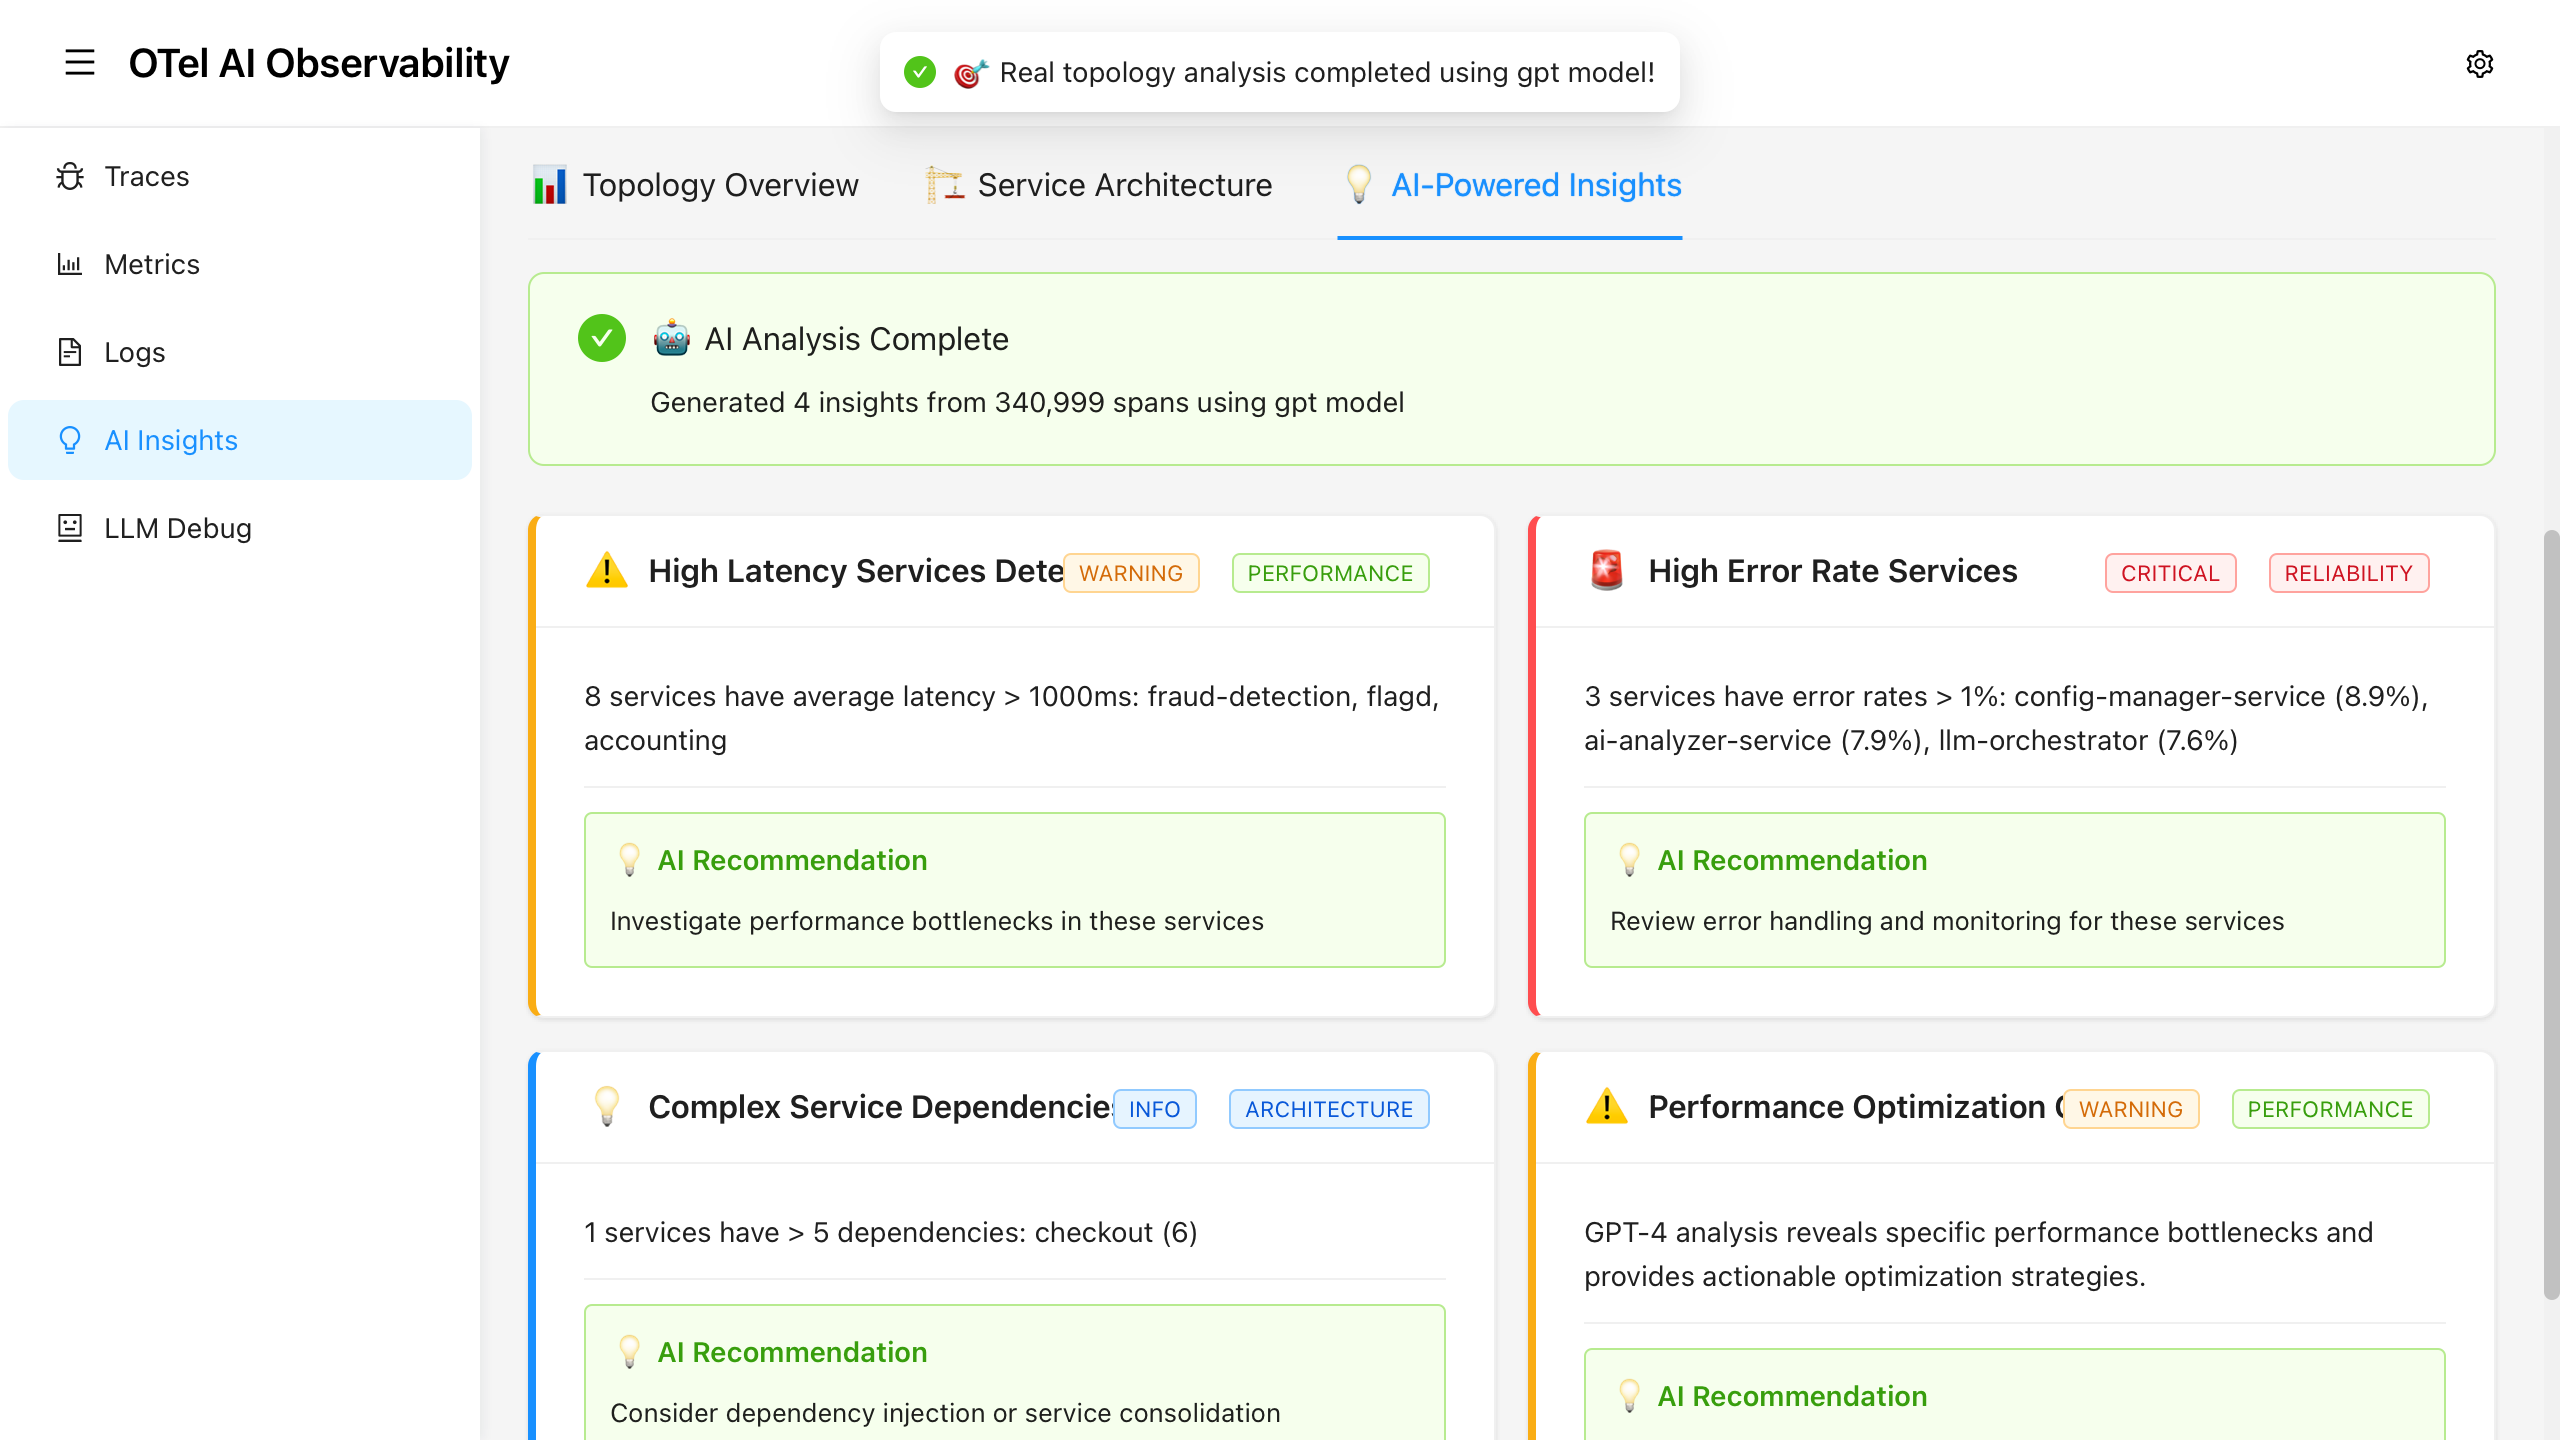 OTel AI Observability
Real topology analysis completed using gpt model!
Traces
Metrics
Logs
AI Insights
LLM Debug
Topology Overview
Service Architecture
AI-Powered Insights
AI Analysis Complete
Generated 4 insights from 340,999 spans using gpt model
High Latency Services Dete
WARNING
PERFORMANCE
8 services have average latency > 1000ms: fraud-detection, flagd,
accounting
AI Recommendation
Investigate performance bottlenecks in these services
High Error Rate Services
CRITICAL
RELIABILITY
3 services have error rates > 1%: config-manager-service (8.9%),
ai-analyzer-service (7.9%), llm-orchestrator (7.6%)
AI Recommendation
Review error handling and monitoring for these services
Complex Service Dependencies
INFO
ARCHITECTURE
1 services have > 5 dependencies: checkout (6)
AI Recommendation
Consider dependency injection or service consolidation
Performance Optimization
WARNING
PERFORMANCE
GPT-4 analysis reveals specific performance bottlenecks and
provides actionable optimization strategies.
AI Recommendation